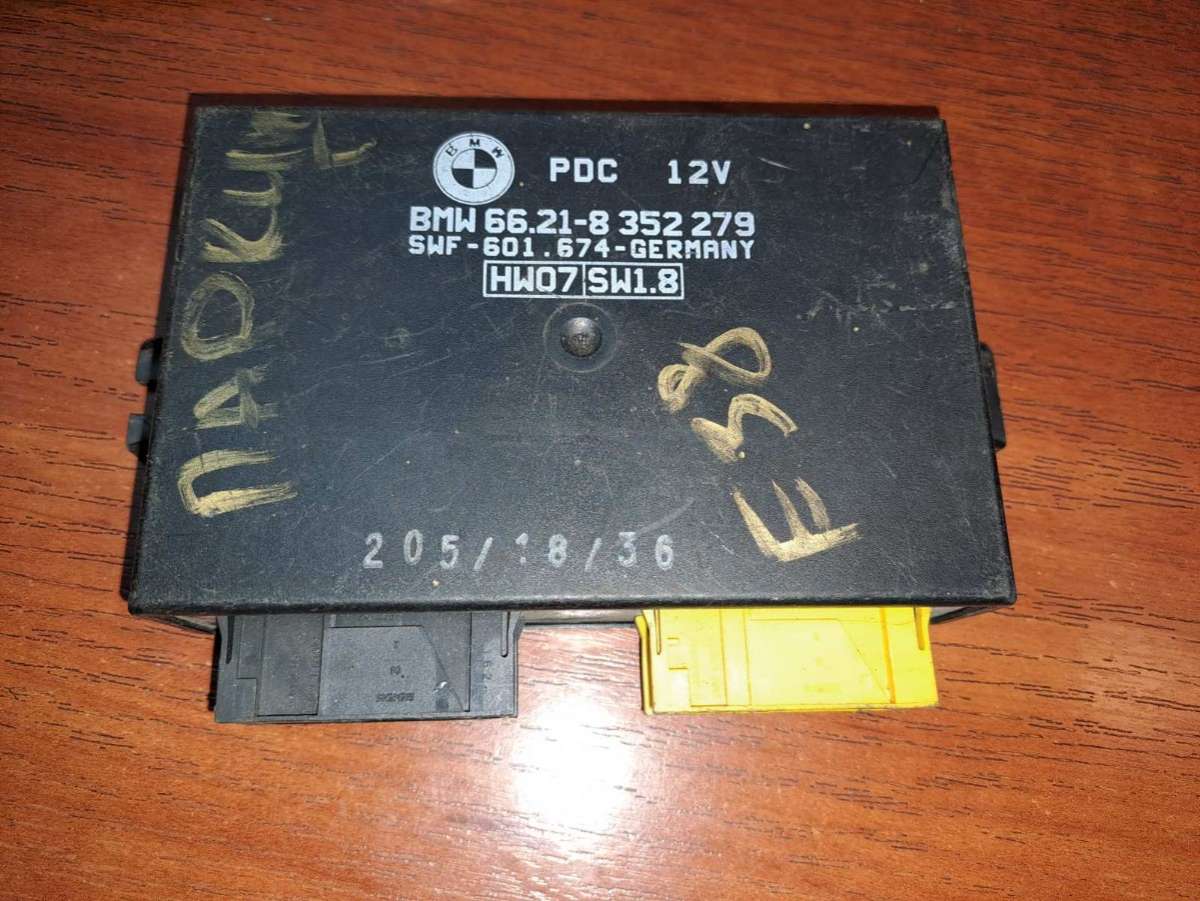 BMW
PDC 12V
BMW 66.21-8 352 279
SWF-601.674-GERMANY
HW07 SW1.8
ПАРКИНГ
E 38
205/18/36